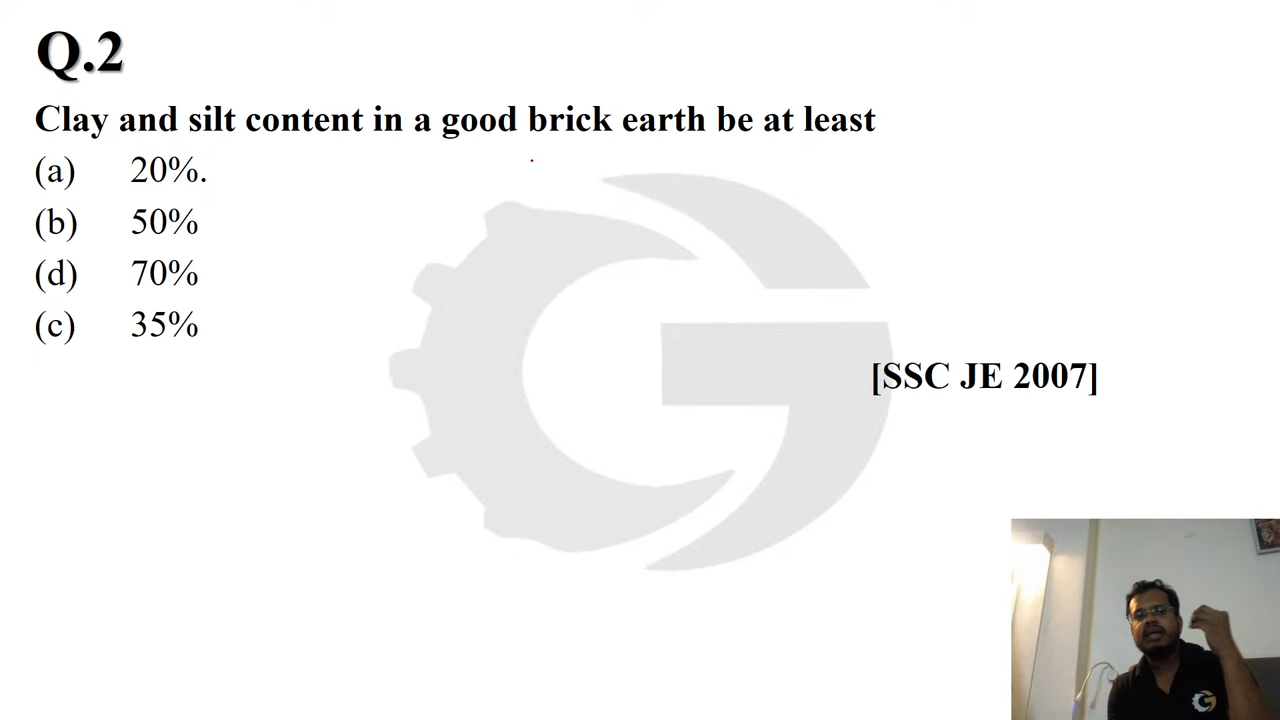 Q.2
Clay and silt content in a good brick earth be at least
(a) 20%.
(b) 50%
(d) 70%
(c) 35%
[SSC JE 2007]